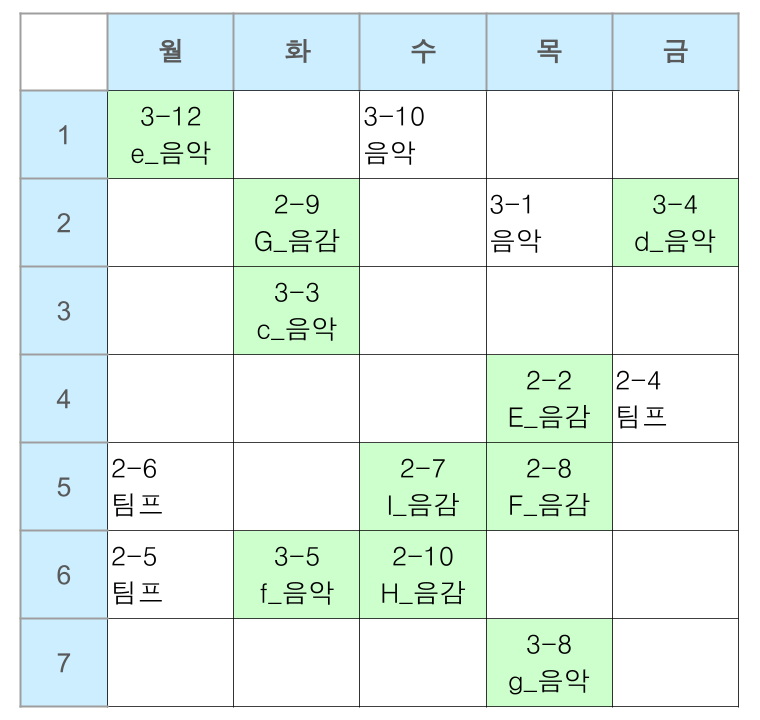 월 화 수 목 금
1
3-12
e_음악
3-10
음악
2
2-9
G_음감
3-1
음악
3-4
d_음악
3
3-3
c_음악
4
2-2
E_음감
2-4
팀프
5
2-6
팀프
2-7
I_음감
2-8
F_음감
6
2-5
팀프
3-5
f_음악
2-10
H_음감
7
3-8
g_음악